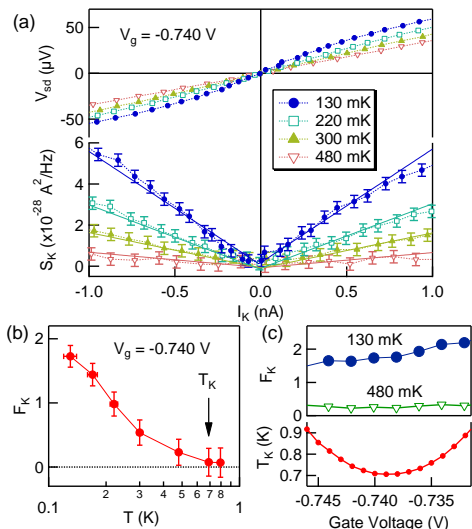 (a)
V_g = -0.740 V
V_sd (µV)
50
0
-50
130 mK
220 mK
300 mK
480 mK
S_K (x10^-28 A^2/Hz)
6
4
2
0
-1.0 -0.5 0.0 0.5 1.0
I_K (nA)
(b)
V_g = -0.740 V
T_K
F_K
2
1
0
0.1 2 3 4 5 6 7 8 1
T (K)
(c)
130 mK
480 mK
F_K
2
0
T_K (K)
0.9
0.8
0.7
-0.745 -0.740 -0.735
Gate Voltage (V)